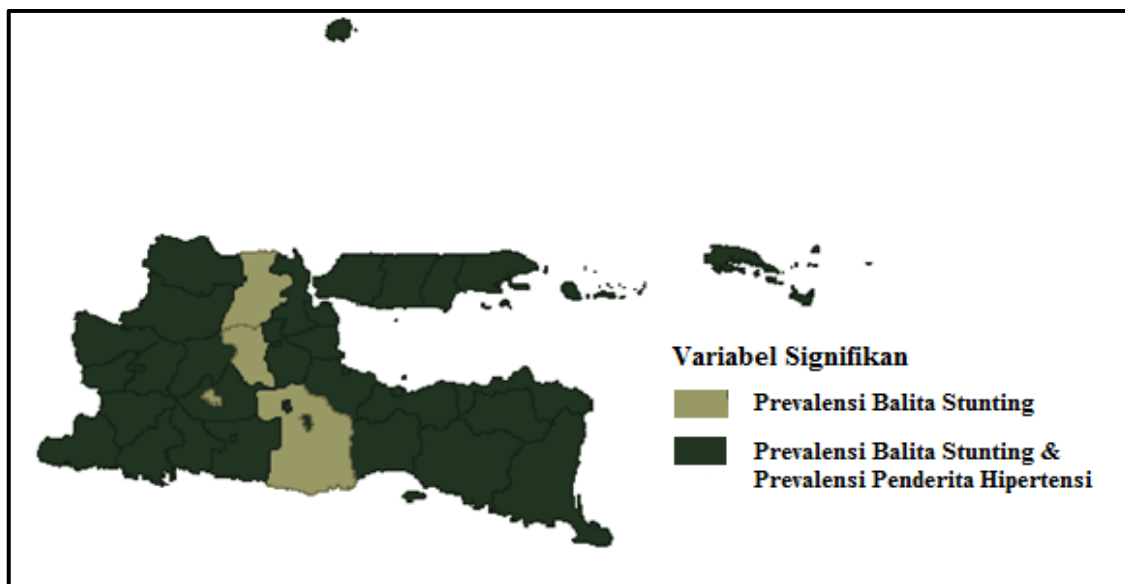 Variabel Signifikan
Prevalensi Balita Stunting
Prevalensi Balita Stunting &
Prevalensi Penderita Hipertensi